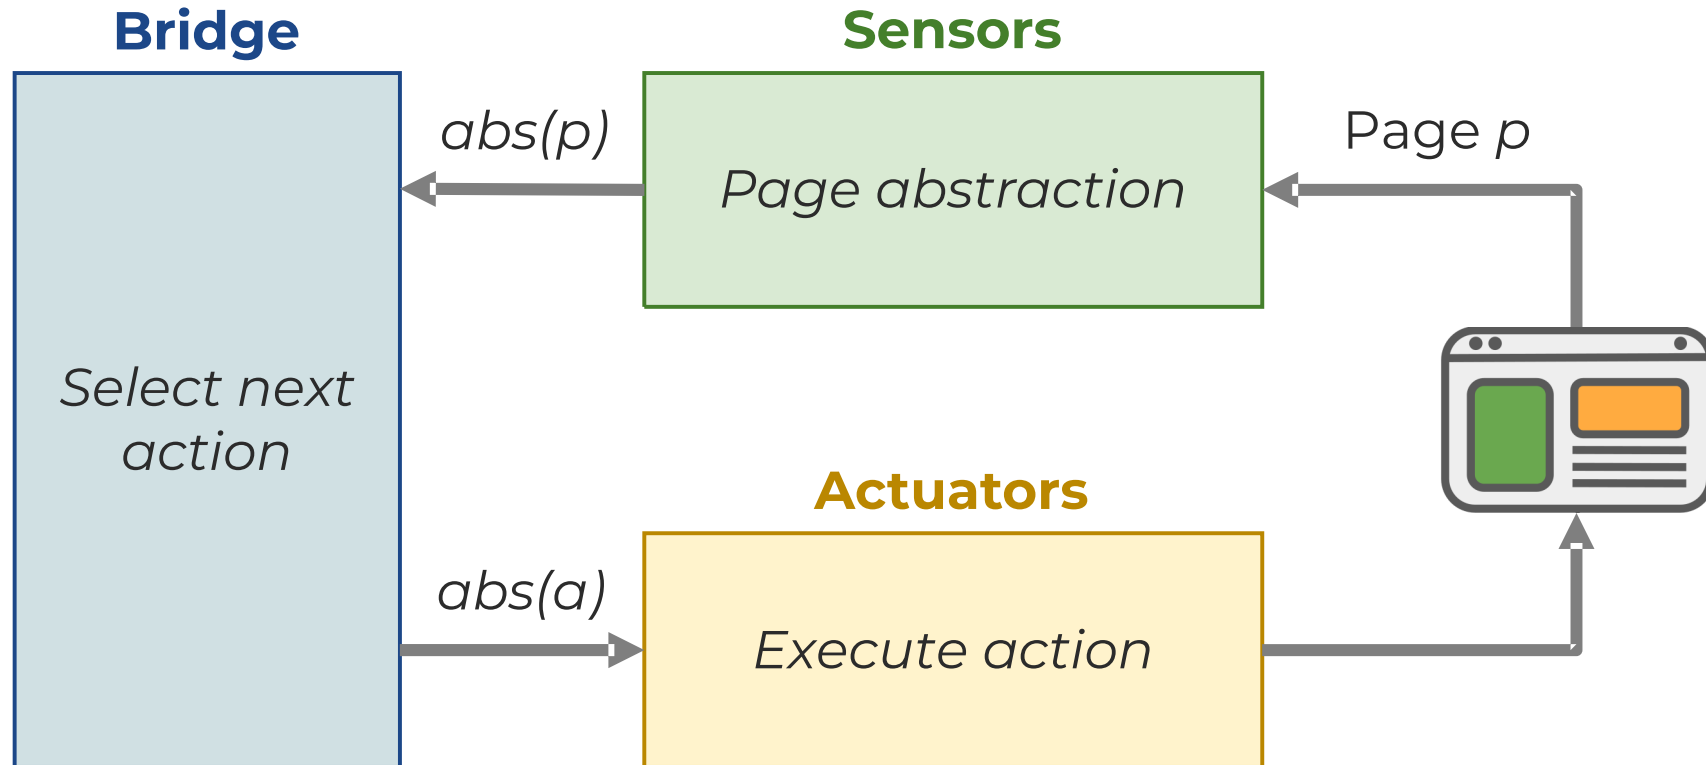 Bridge
Sensors
abs(p)
Page abstraction
Page p
Select next
action
Actuators
abs(a)
Execute action